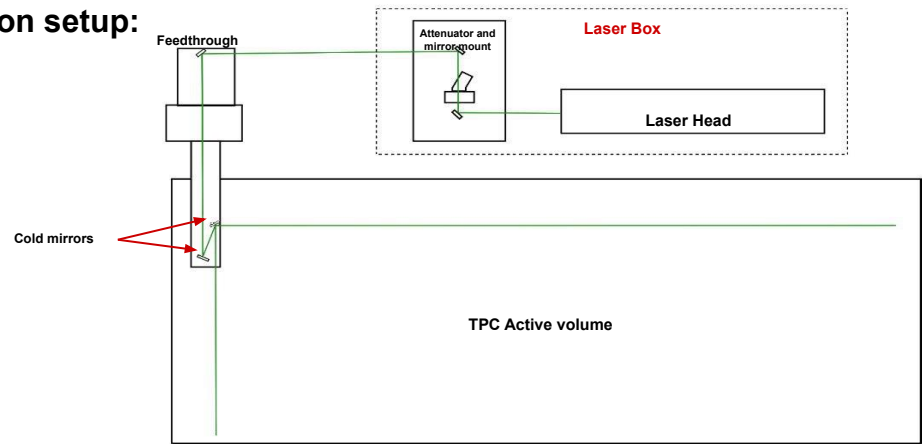 on setup:
Feedthrough
Attenuator and
mirror mount
Laser Box
Laser Head
Cold mirrors
TPC Active volume